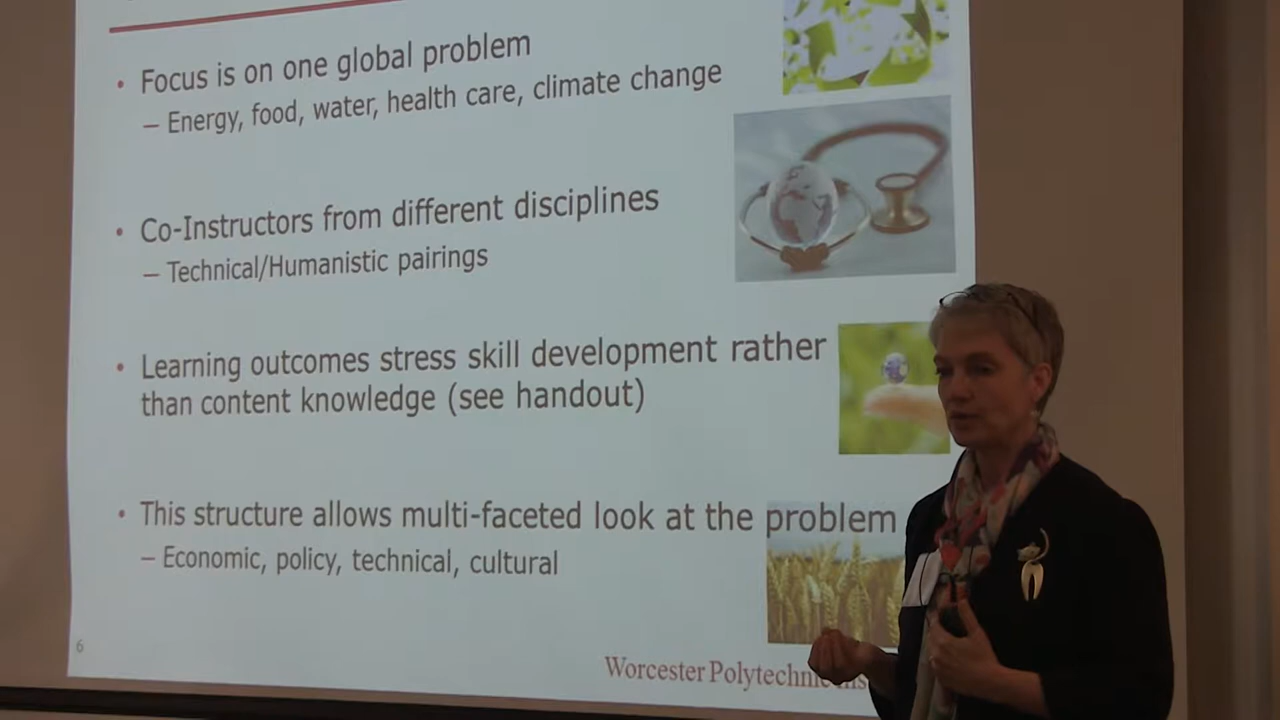 • Focus is on one global problem
– Energy, food, water, health care, climate change
• Co-Instructors from different disciplines
– Technical/Humanistic pairings
• Learning outcomes stress skill development rather
than content knowledge (see handout)
• This structure allows multi-faceted look at the problem
– Economic, policy, technical, cultural
6
Worcester Polytechnic